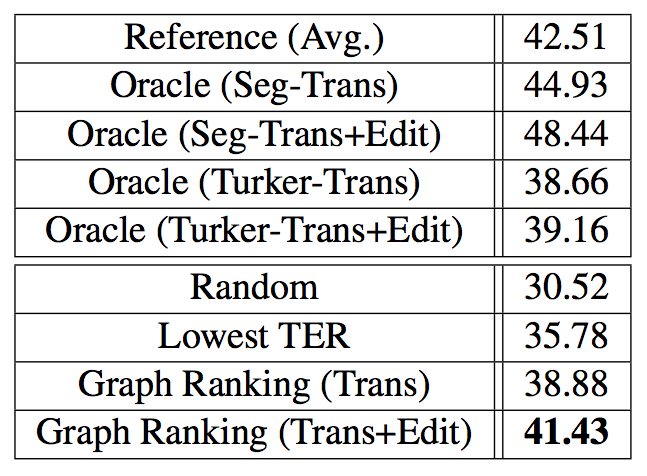 Reference (Avg.) 42.51
Oracle (Seg-Trans) 44.93
Oracle (Seg-Trans+Edit) 48.44
Oracle (Turker-Trans) 38.66
Oracle (Turker-Trans+Edit) 39.16
Random 30.52
Lowest TER 35.78
Graph Ranking (Trans) 38.88
Graph Ranking (Trans+Edit) 41.43